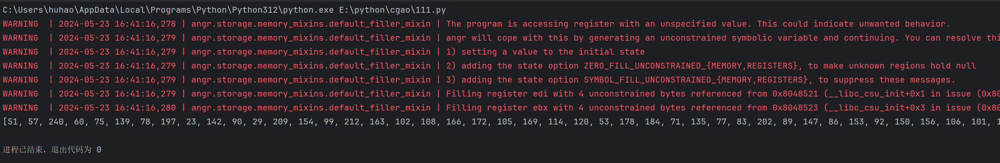 C:\Users\huhao\AppData\Local\Programs\Python\Python312\python.exe E:\python\cgao\111.py
WARNING  | 2024-05-23 16:41:16,278 | angr.storage.memory_mixins.default_filler_mixin | The program is accessing register with an unspecified value. This could indicate unwanted behavior.
WARNING  | 2024-05-23 16:41:16,279 | angr.storage.memory_mixins.default_filler_mixin | angr will cope with this by generating an unconstrained symbolic variable and continuing. You can resolve thi
WARNING  | 2024-05-23 16:41:16,279 | angr.storage.memory_mixins.default_filler_mixin | 1) setting a value to the initial state
WARNING  | 2024-05-23 16:41:16,279 | angr.storage.memory_mixins.default_filler_mixin | 2) adding the state option ZERO_FILL_UNCONSTRAINED_{MEMORY,REGISTERS}, to make unknown regions hold null
WARNING  | 2024-05-23 16:41:16,279 | angr.storage.memory_mixins.default_filler_mixin | 3) adding the state option SYMBOL_FILL_UNCONSTRAINED_{MEMORY,REGISTERS}, to suppress these messages.
WARNING  | 2024-05-23 16:41:16,279 | angr.storage.memory_mixins.default_filler_mixin | Filling register edi with 4 unconstrained bytes referenced from 0x8048521 (__libc_csu_init+0x1 in issue (0x80
WARNING  | 2024-05-23 16:41:16,280 | angr.storage.memory_mixins.default_filler_mixin | Filling register ebx with 4 unconstrained bytes referenced from 0x8048523 (__libc_csu_init+0x3 in issue (0x80
[51, 57, 240, 60, 75, 139, 78, 197, 23, 142, 90, 29, 209, 154, 99, 212, 163, 102, 108, 166, 172, 105, 169, 114, 120, 53, 178, 184, 71, 135, 77, 83, 202, 89, 147, 86, 153, 92, 150, 156, 106, 101, 1
进程已结束，退出代码为 0